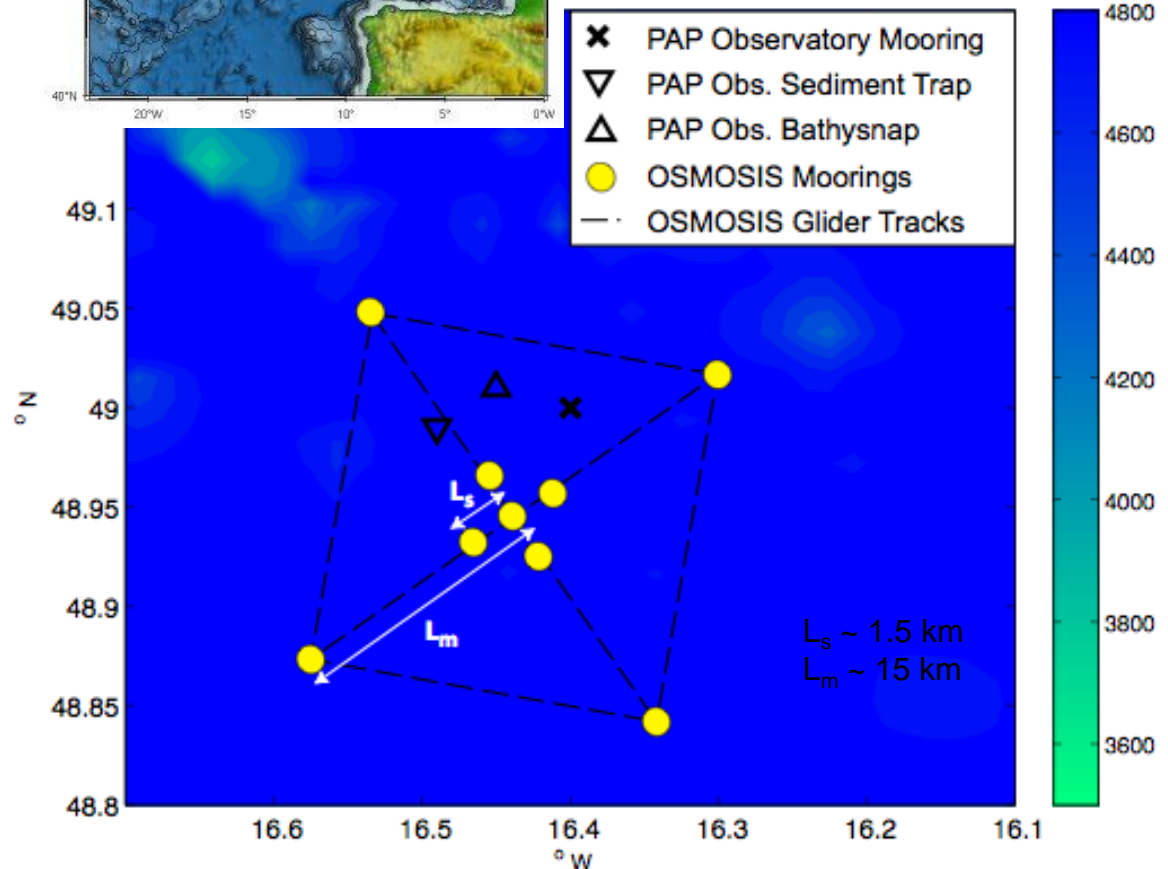 40°N
20°W 15° 10° 5° 0°W
PAP Observatory Mooring
PAP Obs. Sediment Trap
PAP Obs. Bathysnap
OSMOSIS Moorings
OSMOSIS Glider Tracks
4800
4600
4400
4200
4000
3800
3600
49.1
49.05
49
48.95
48.9
48.85
48.8
° N
Ls
Lm
Ls ~ 1.5 km
Lm ~ 15 km
16.6 16.5 16.4 16.3 16.2 16.1
° W